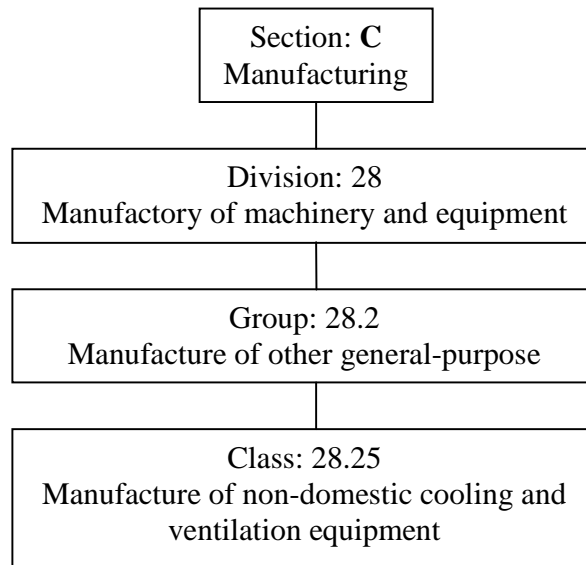 Section: C
Manufacturing
Division: 28
Manufactory of machinery and equipment
Group: 28.2
Manufacture of other general-purpose
Class: 28.25
Manufacture of non-domestic cooling and
ventilation equipment